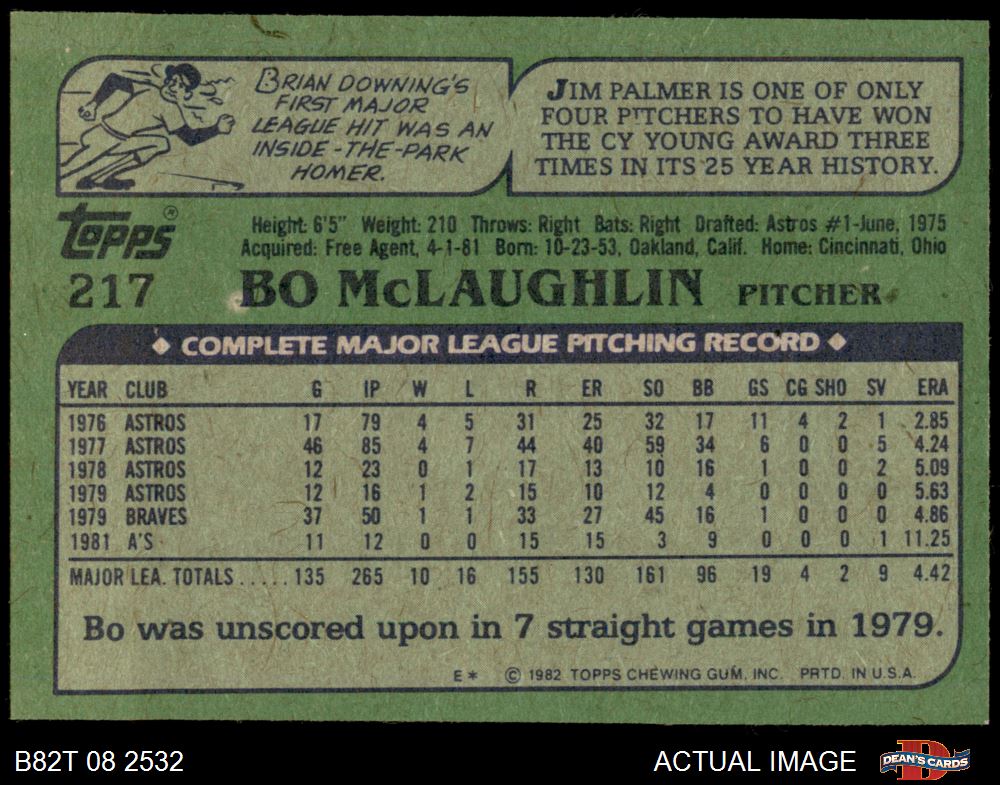 BRIAN DOWNING'S
FIRST MAJOR
LEAGUE HIT WAS AN
INSIDE-THE-PARK
HOMER.
JIM PALMER IS ONE OF ONLY
FOUR PITCHERS TO HAVE WON
THE CY YOUNG AWARD THREE
TIMES IN ITS 25 YEAR HISTORY.
Topps®
217
Height: 6'5" Weight: 210 Throws: Right Bats: Right Drafted: Astros #1-June, 1975
Acquired: Free Agent, 4-1-81 Born: 10-23-53, Oakland, Calif. Home: Cincinnati, Ohio
BO McLAUGHLIN PITCHER
◆ COMPLETE MAJOR LEAGUE PITCHING RECORD ◆
YEAR CLUB G IP W L R ER SO BB GS CG SHO SV ERA
1976 ASTROS 17 79 4 5 31 25 32 17 11 4 2 1 2.85
1977 ASTROS 46 85 4 7 44 40 59 34 6 0 0 5 4.24
1978 ASTROS 12 23 0 1 17 13 10 16 1 0 0 2 5.09
1979 ASTROS 12 16 1 2 15 10 12 4 0 0 0 0 5.63
1979 BRAVES 37 50 1 1 33 27 45 16 1 0 0 0 4.86
1981 A'S 11 12 0 0 15 15 3 9 0 0 0 1 11.25
MAJOR LEA. TOTALS.....135 265 10 16 155 130 161 96 19 4 2 9 4.42
Bo was unscored upon in 7 straight games in 1979.
E* © 1982 TOPPS CHEWING GUM, INC. PRTD. IN U.S.A.
B82T 08 2532
ACTUAL IMAGE
D
DEAN'S CARDS